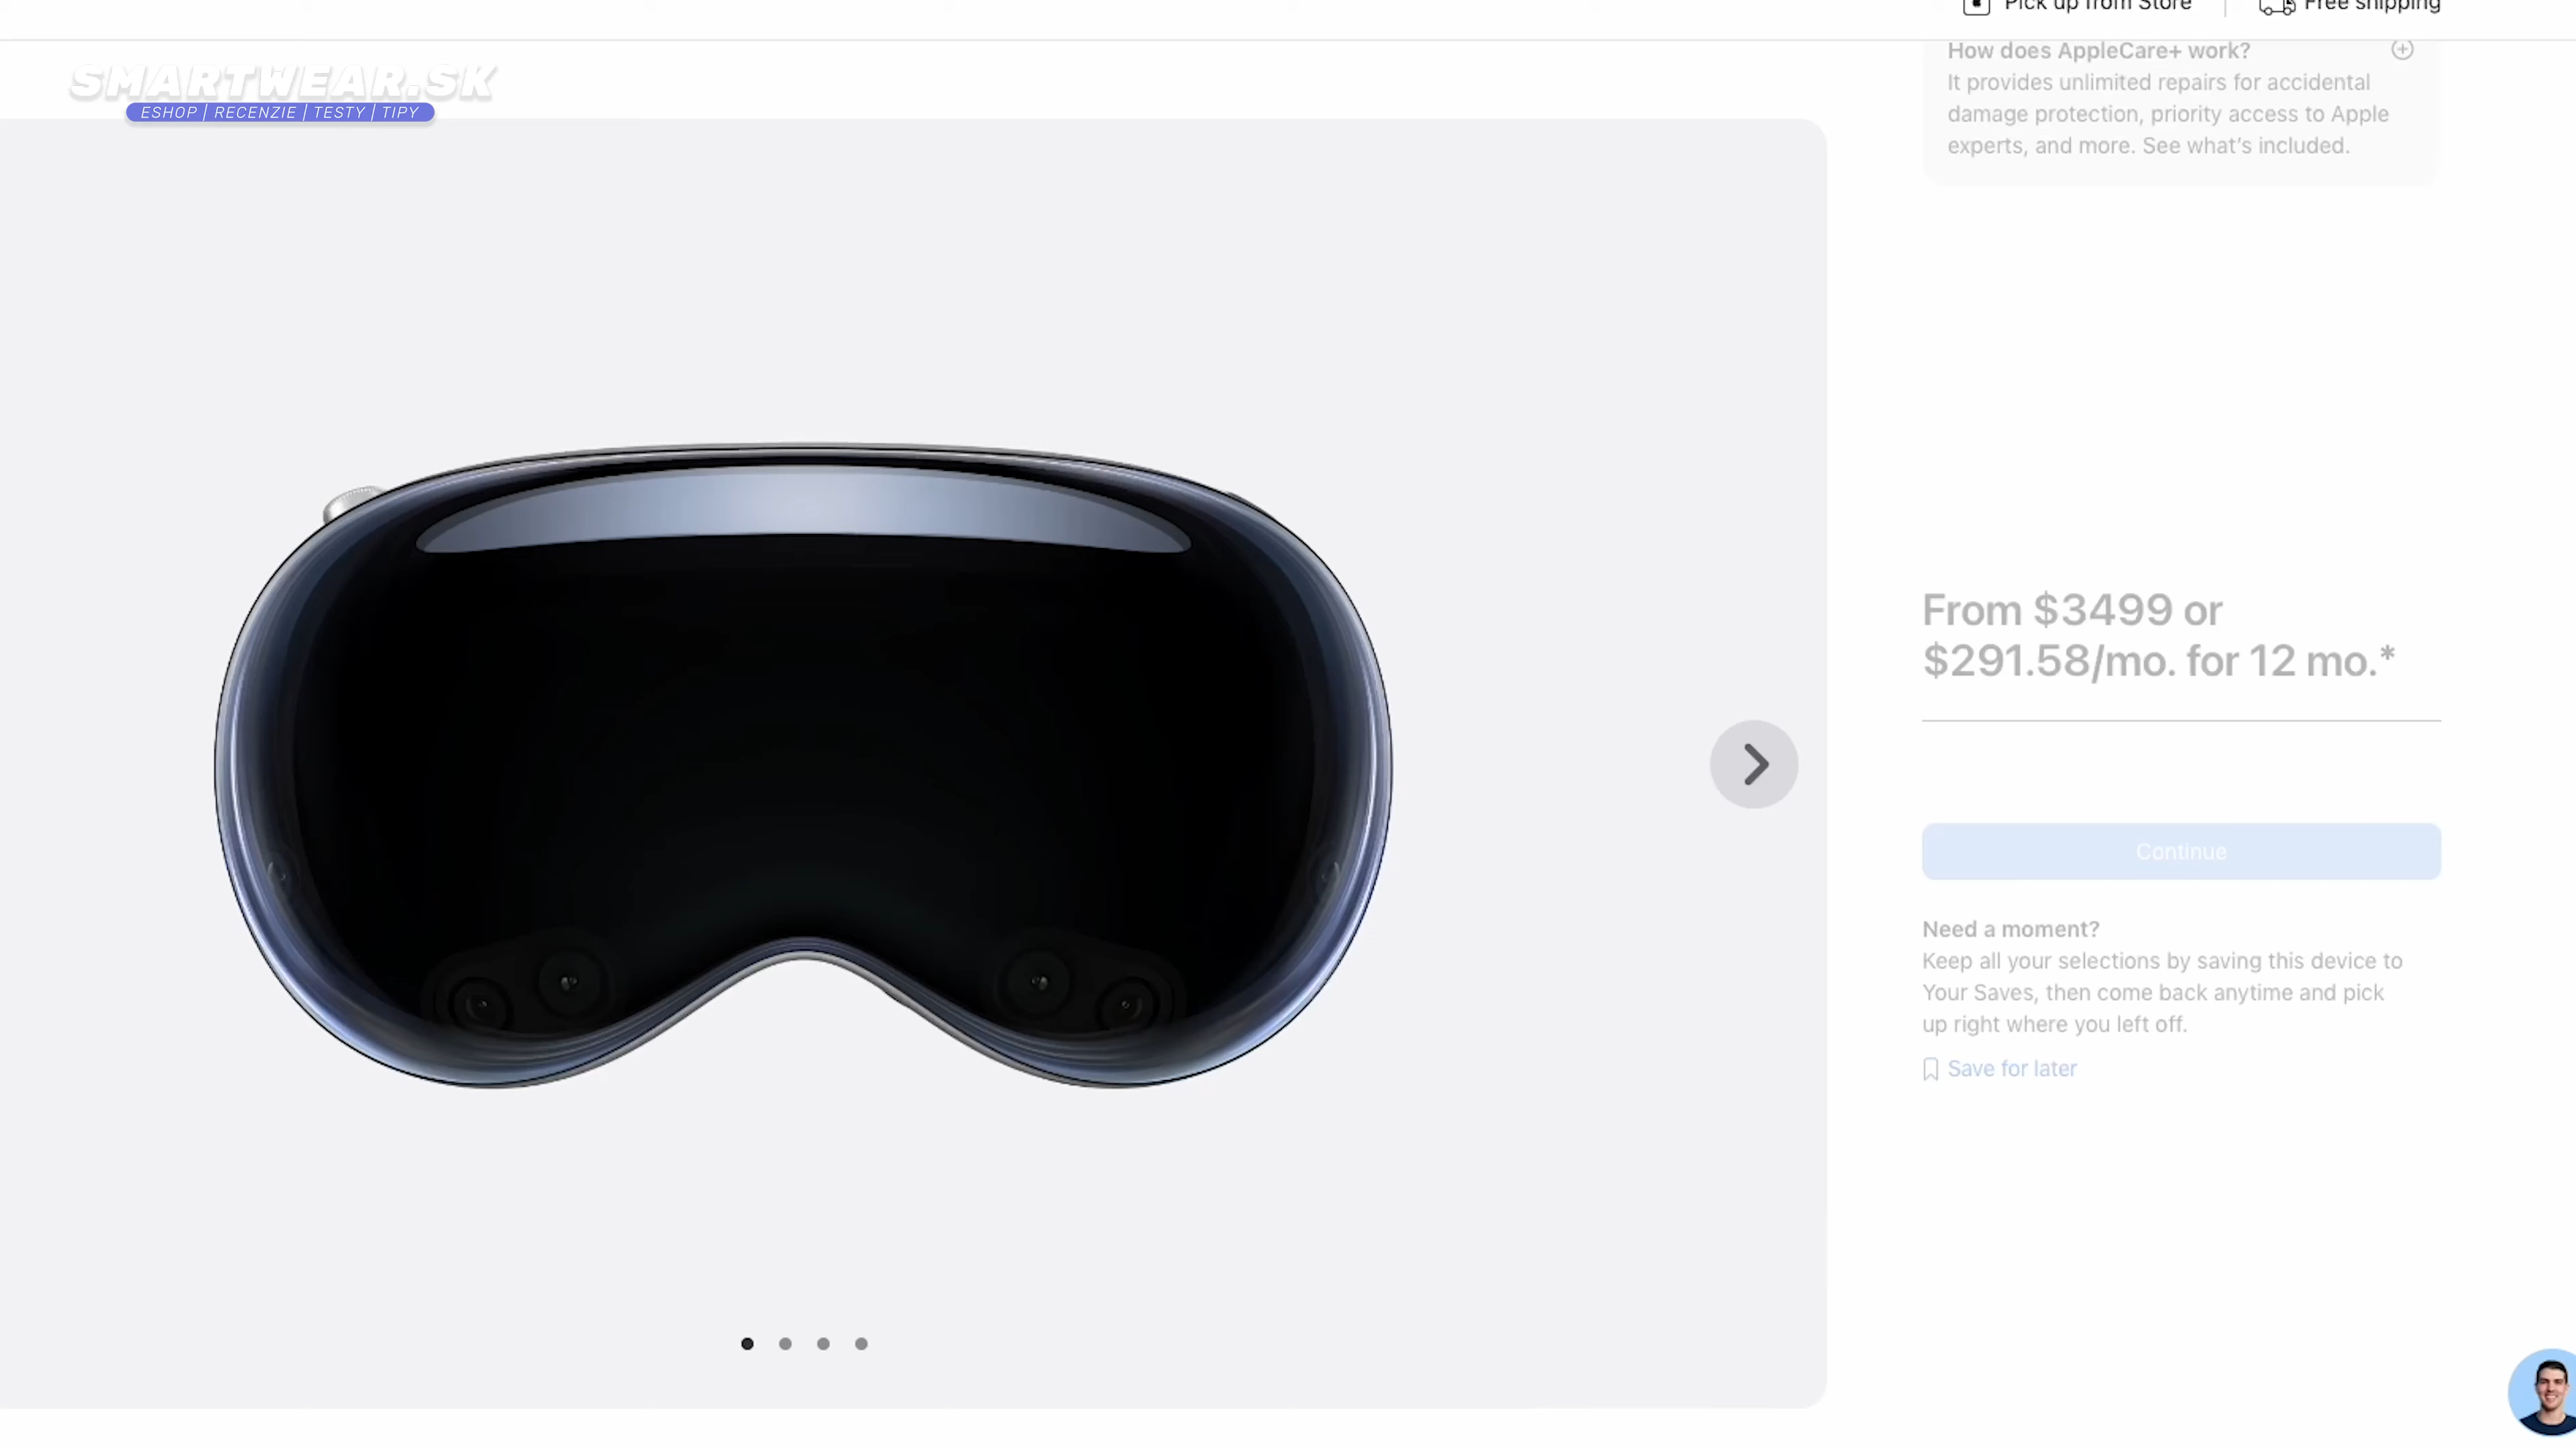 Pick up from Store
Free shipping
SMARTWEAR.SK
ESHOP | RECENZIE | TESTY | TIPY
How does AppleCare+ work?
It provides unlimited repairs for accidental
damage protection, priority access to Apple
experts, and more. See what's included.
From $3499 or
$291.58/mo. for 12 mo.*
Continue
Need a moment?
Keep all your selections by saving this device to
Your Saves, then come back anytime and pick
up right where you left off.
Save for later